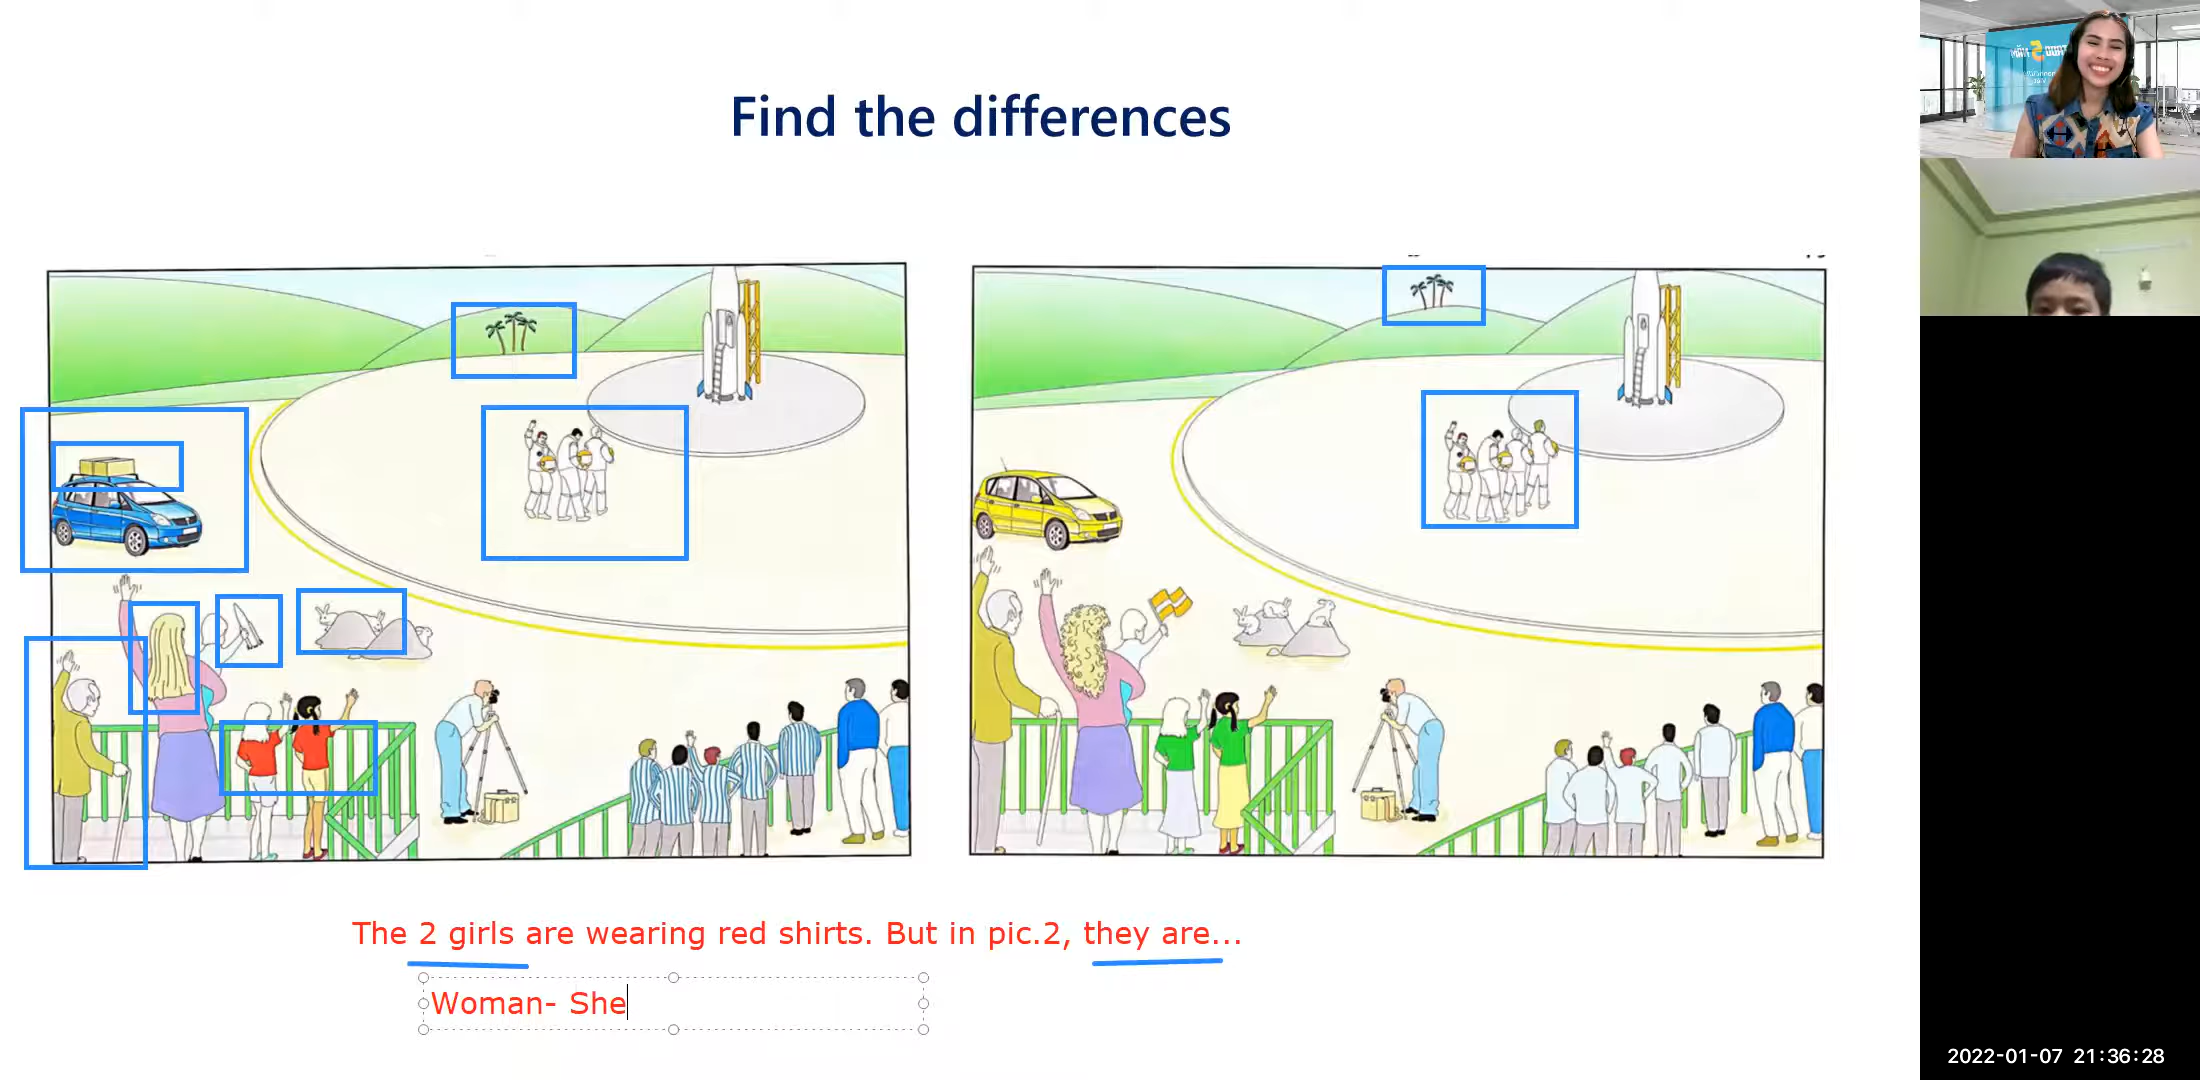 Find the differences
The 2 girls are wearing red shirts. But in pic.2, they are...
Woman- She
2022-01-07 21:36:28